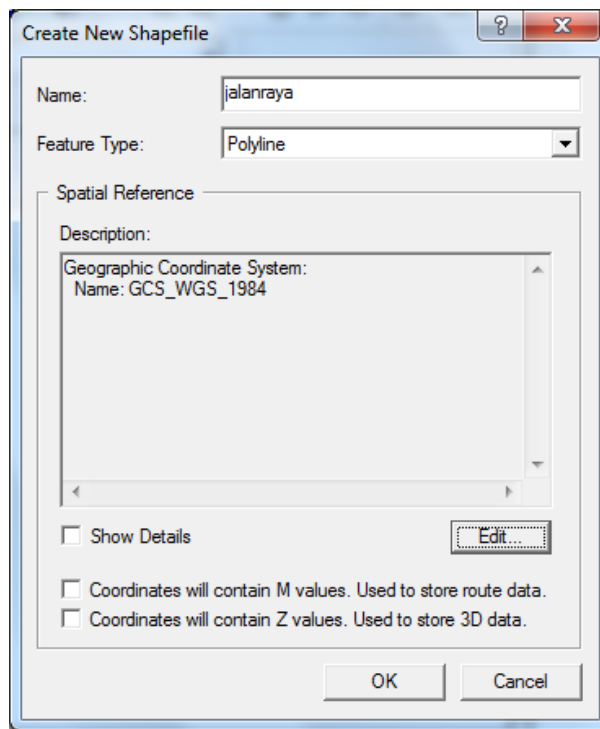 Create New Shapefile
?
X
Name:
jalanraya
Feature Type:
Polyline
Spatial Reference
Description:
Geographic Coordinate System:
Name: GCS_WGS_1984
Show Details
Edit...
Coordinates will contain M values. Used to store route data.
Coordinates will contain Z values. Used to store 3D data.
OK
Cancel